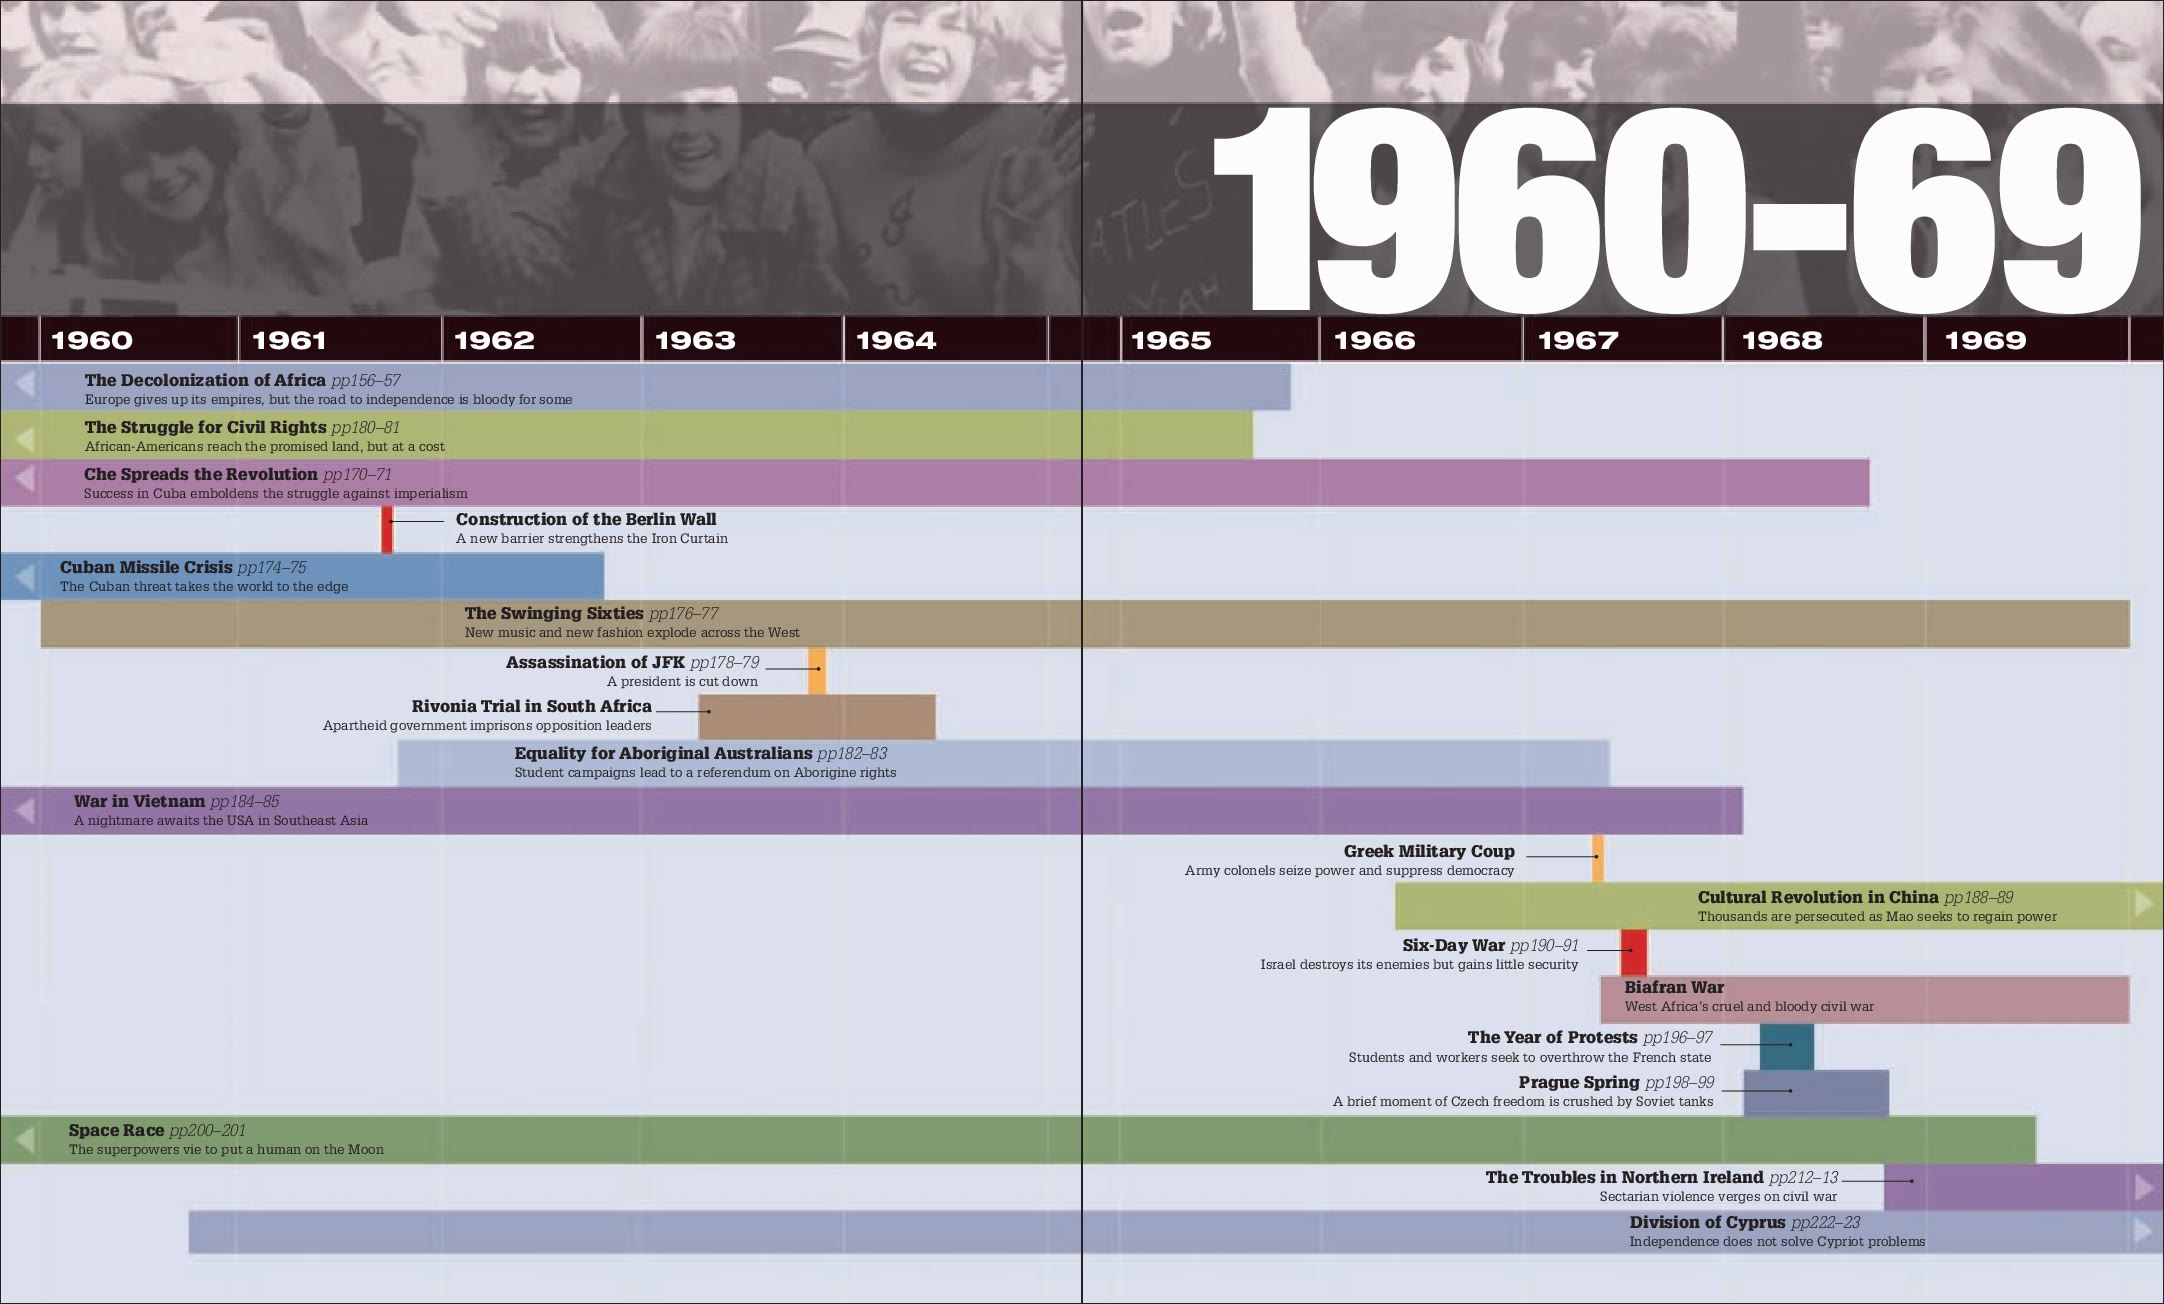 ATLES
1960–69
1960 1961 1962 1963 1964 1965 1966 1967 1968 1969
The Decolonization of Africa pp156–57
Europe gives up its empires, but the road to independence is bloody for some
The Struggle for Civil Rights pp180–81
African-Americans reach the promised land, but at a cost
Che Spreads the Revolution pp170–71
Success in Cuba emboldens the struggle against imperialism
Construction of the Berlin Wall
A new barrier strengthens the Iron Curtain
Cuban Missile Crisis pp174–75
The Cuban threat takes the world to the edge
The Swinging Sixties pp176–77
New music and new fashion explode across the West
Assassination of JFK pp178–79
A president is cut down
Rivonia Trial in South Africa
Apartheid government imprisons opposition leaders
Equality for Aboriginal Australians pp182–83
Student campaigns lead to a referendum on Aborigine rights
War in Vietnam pp184–85
A nightmare awaits the USA in Southeast Asia
Greek Military Coup
Army colonels seize power and suppress democracy
Cultural Revolution in China pp188–89
Thousands are persecuted as Mao seeks to regain power
Six-Day War pp190–91
Israel destroys its enemies but gains little security
Biafran War
West Africa's cruel and bloody civil war
The Year of Protests pp196–97
Students and workers seek to overthrow the French state
Prague Spring pp198–99
A brief moment of Czech freedom is crushed by Soviet tanks
Space Race pp200–201
The superpowers vie to put a human on the Moon
The Troubles in Northern Ireland pp212–13
Sectarian violence verges on civil war
Division of Cyprus pp222–23
Independence does not solve Cypriot problems